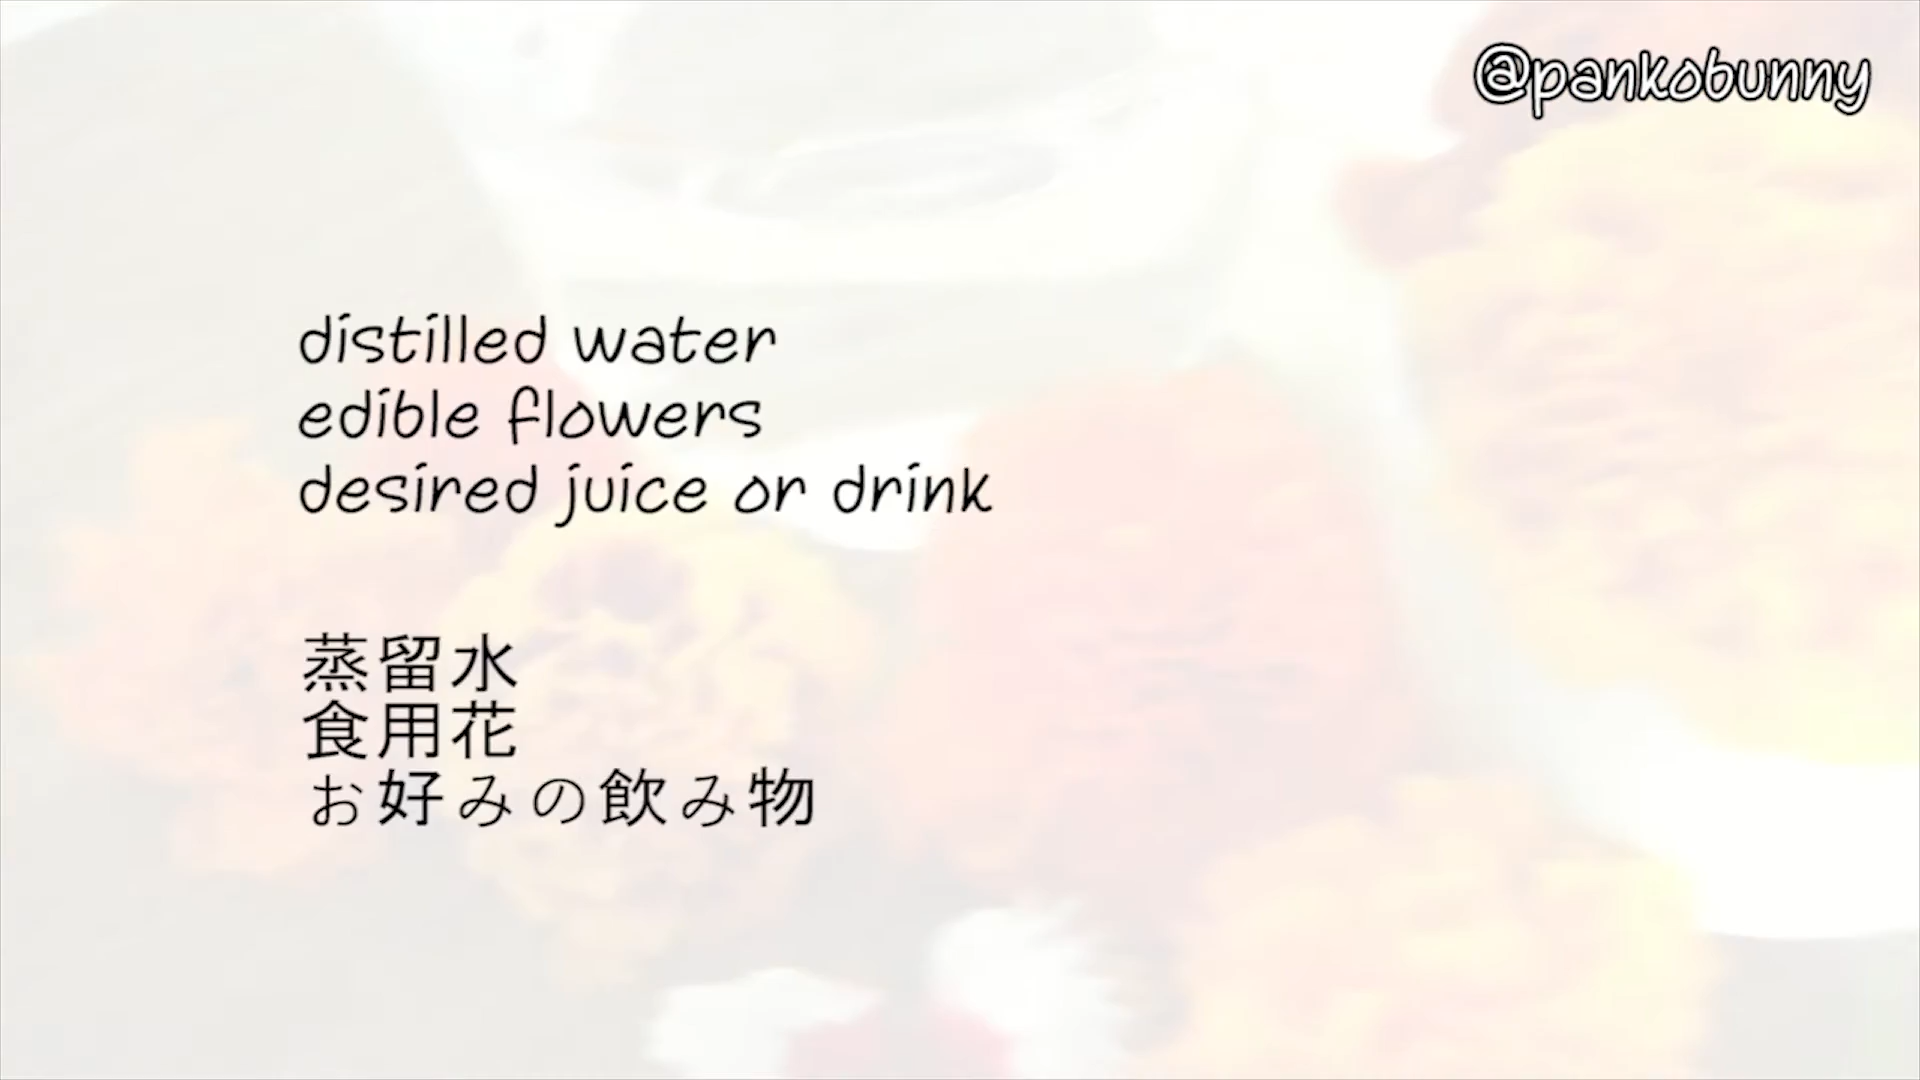 @pankobunny
distilled water
edible flowers
desired juice or drink
蒸留水
食用花
お好みの飲み物